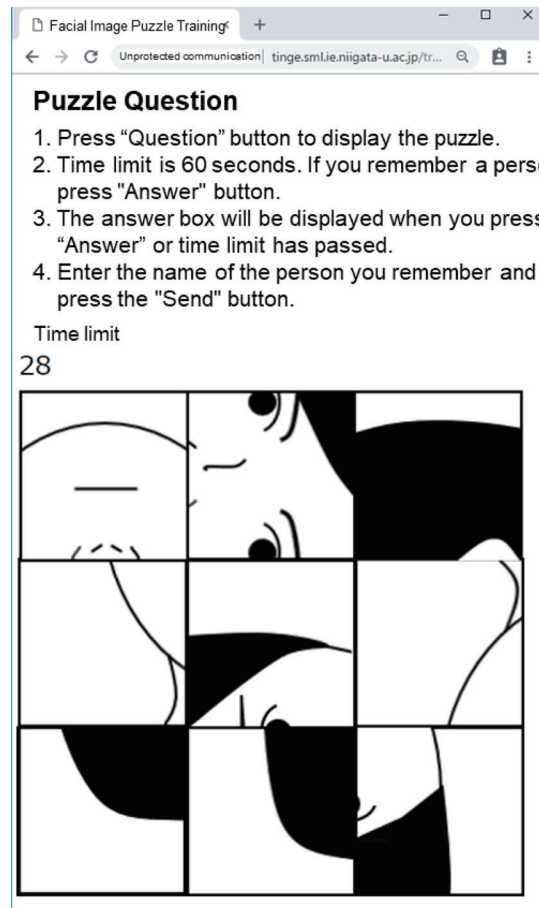 Facial Image Puzzle Training
Unprotected communication tinge.sml.ie.niigata-u.ac.jp/tr...
Puzzle Question
1. Press “Question” button to display the puzzle.
2. Time limit is 60 seconds. If you remember a perso
press "Answer" button.
3. The answer box will be displayed when you press
“Answer” or time limit has passed.
4. Enter the name of the person you remember and
press the "Send" button.
Time limit
28